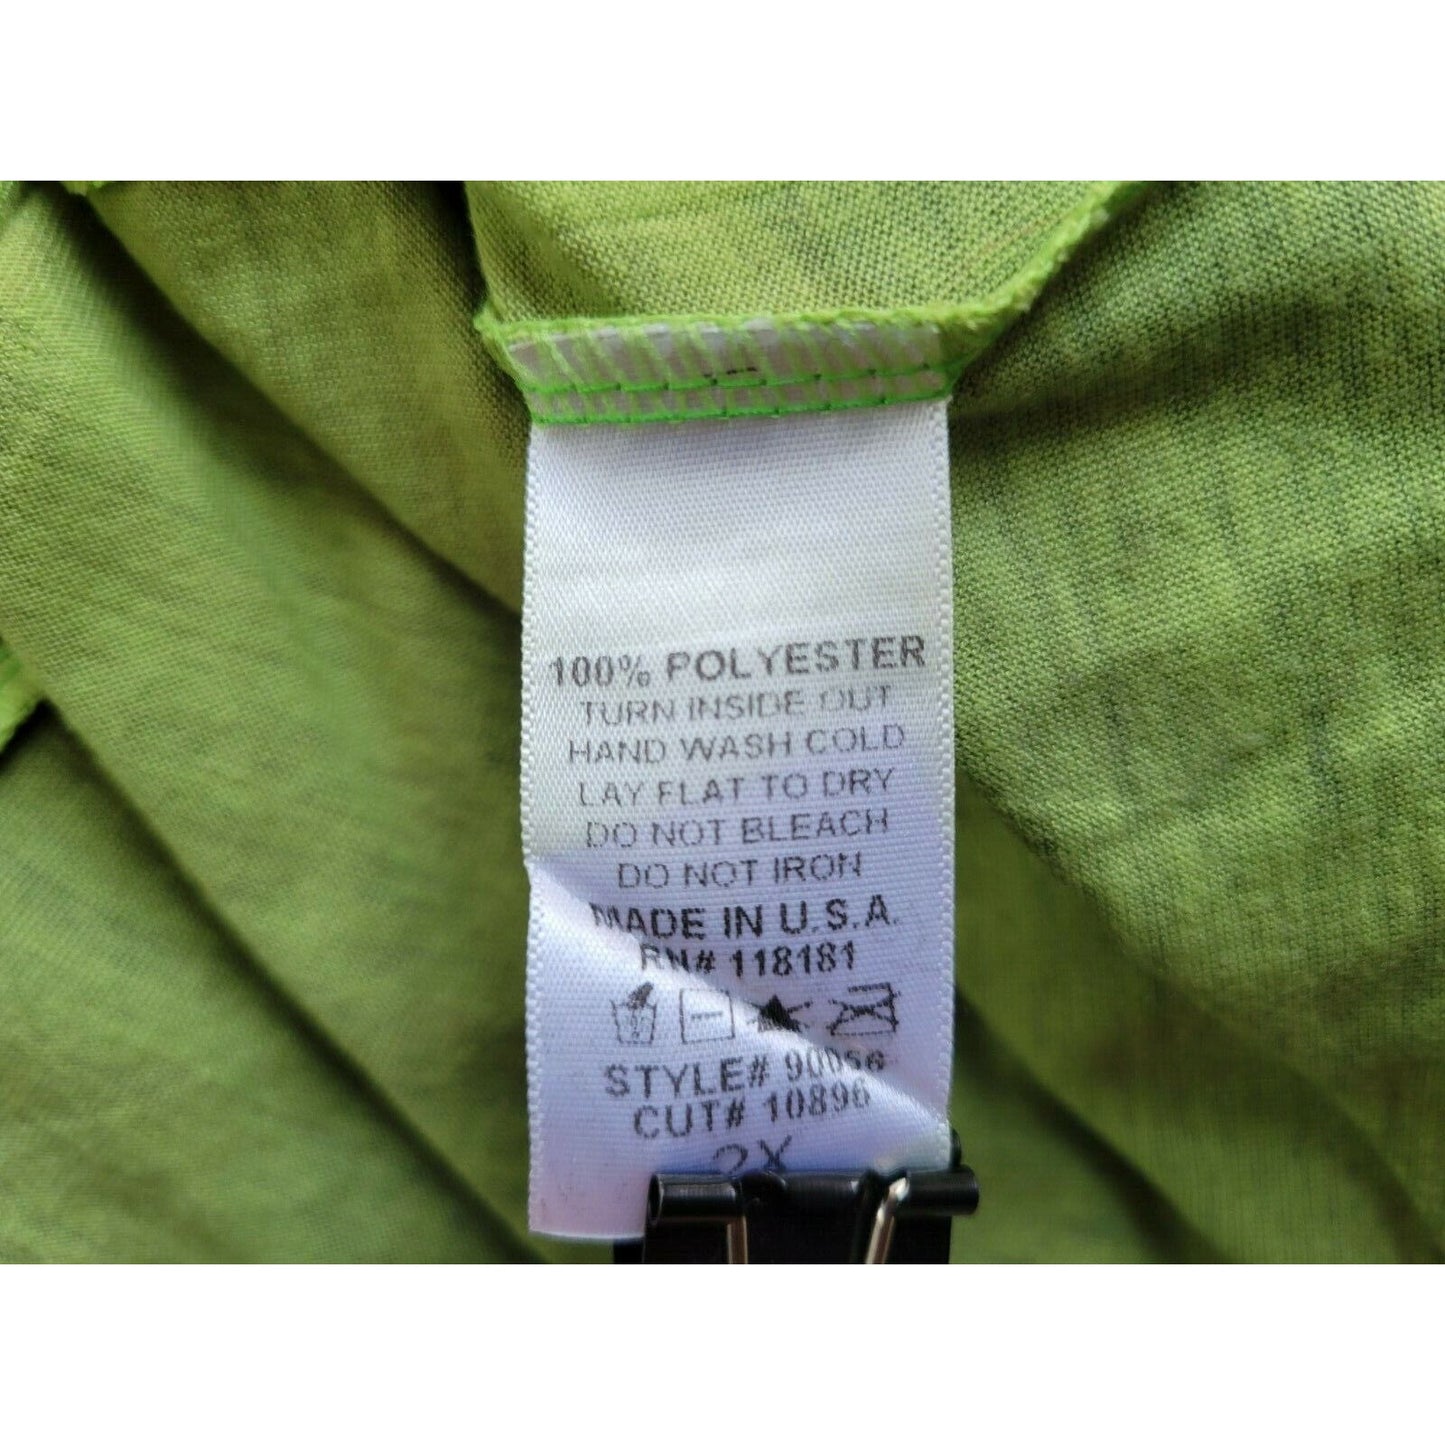 100% POLYESTER
TURN INSIDE OUT
HAND WASH COLD
LAY FLAT TO DRY
DO NOT BLEACH
DO NOT IRON
MADE IN U.S.A.
RN# 118181
STYLE# 90056
CUT# 10896
2X